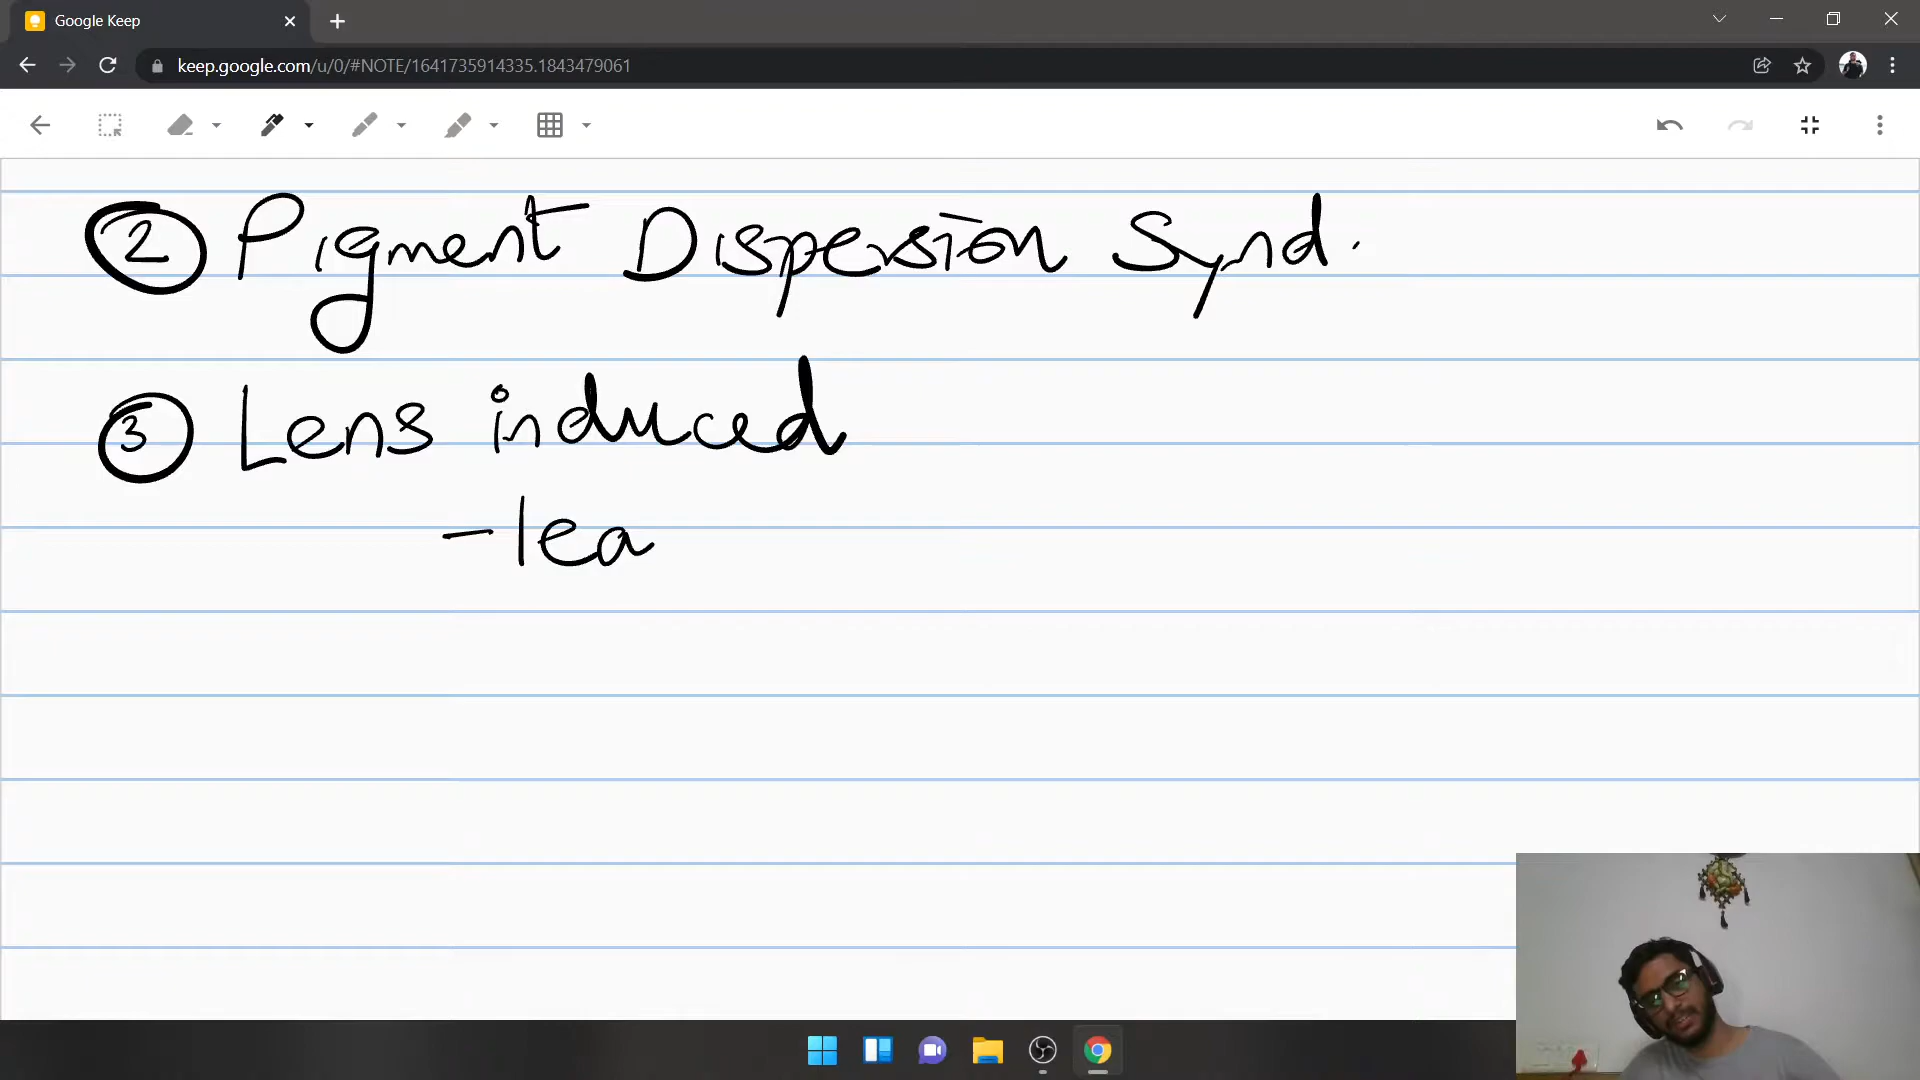 Google Keep
keep.google.com/u/0/#NOTE/1641735914335.1843479061
2 Pigment Dispersion Synd.
3 Lens induced
- lea